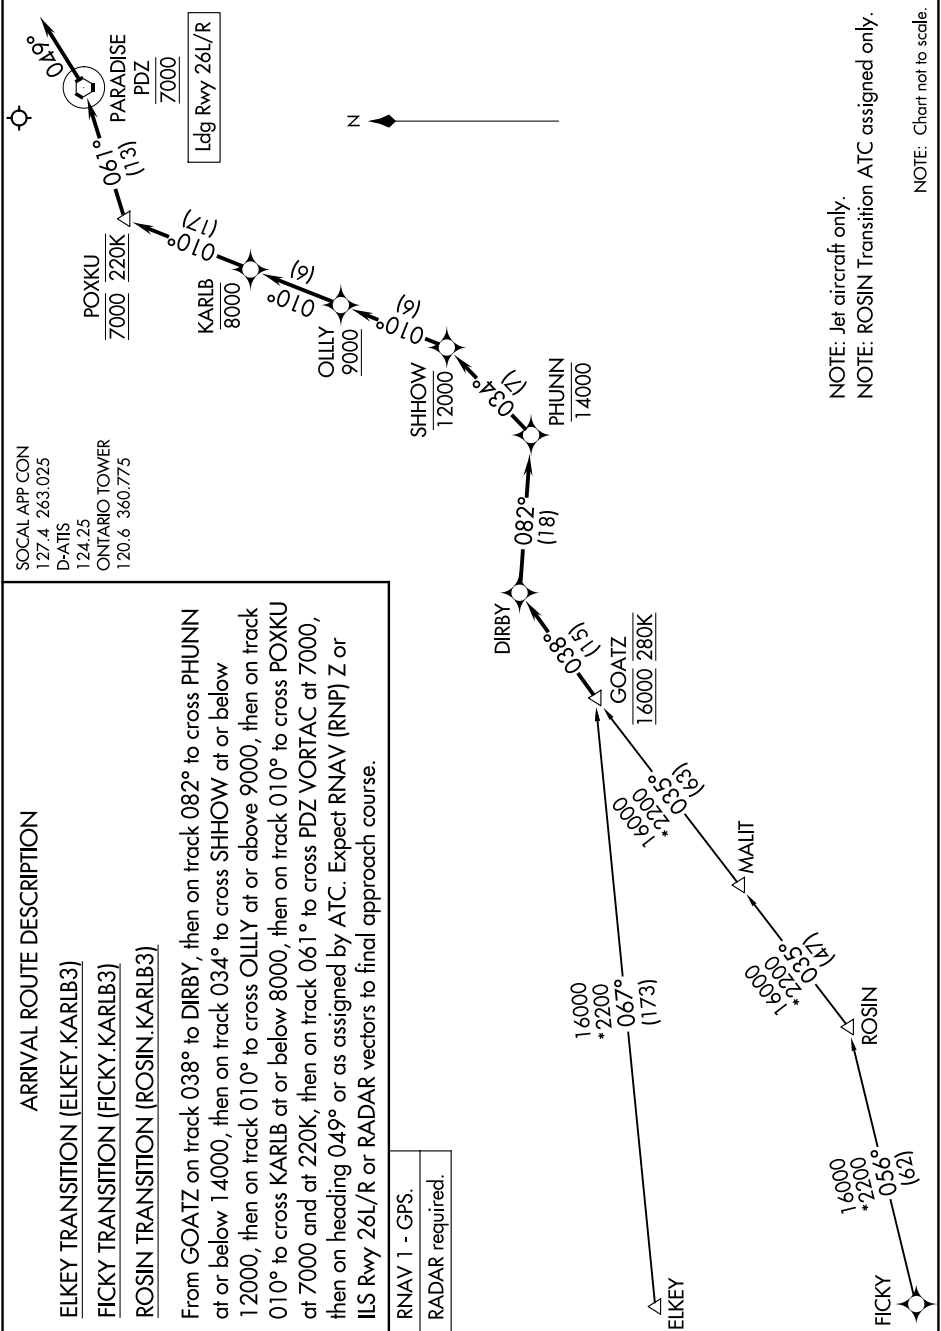 ARRIVAL ROUTE DESCRIPTION
ELKEY TRANSITION (ELKEY.KARLB3)
FICKY TRANSITION (FICKY.KARLB3)
ROSIN TRANSITION (ROSIN.KARLB3)
From GOATZ on track 038° to DIRBY, then on track 082° to cross PHUNN
at or below 14000, then on track 034° to cross SHHOW at or below
12000, then on track 010° to cross OLLLY at or above 9000, then on track
010° to cross KARLB at or below 8000, then on track 010° to cross POXKU
at 7000 and at 220K, then on track 061° to cross PDZ VORTAC at 7000,
then on heading 049° or as assigned by ATC. Expect RNAV (RNP) Z or
ILS Rwy 26L/R or RADAR vectors to final approach course.
RNAV 1 - GPS.
RADAR required.
SOCAL APP CON
127.4 263.025
D-ATIS
124.25
ONTARIO TOWER
120.6 360.775
049°
PARADISE
PDZ
7000
Ldg Rwy 26L/R
061°
(13)
POXKU
7000 220K
010°
(17)
KARLB
8000
010°
(6)
OLLLY
9000
010°
(6)
SHHOW
12000
034°
(7)
PHUNN
14000
082°
(18)
DIRBY
038°
(15)
GOATZ
16000 280K
16000
*2200
035°
(63)
MALIT
16000
*2200
035°
(47)
ROSIN
16000
*2200
056°
(62)
FICKY
16000
*2200
067°
(173)
ELKEY
N
NOTE: Jet aircraft only.
NOTE: ROSIN Transition ATC assigned only.
NOTE: Chart not to scale.